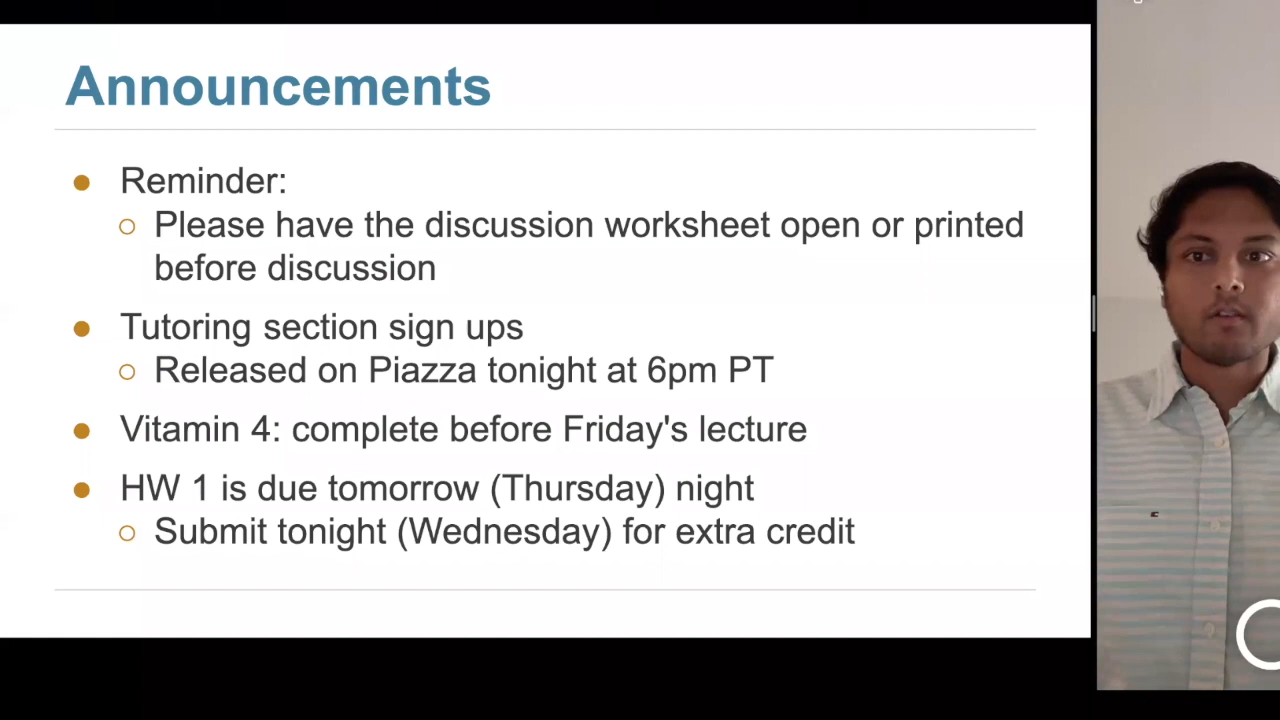 Announcements
Reminder:
Please have the discussion worksheet open or printed
before discussion
Tutoring section sign ups
Released on Piazza tonight at 6pm PT
Vitamin 4: complete before Friday's lecture
HW 1 is due tomorrow (Thursday) night
Submit tonight (Wednesday) for extra credit